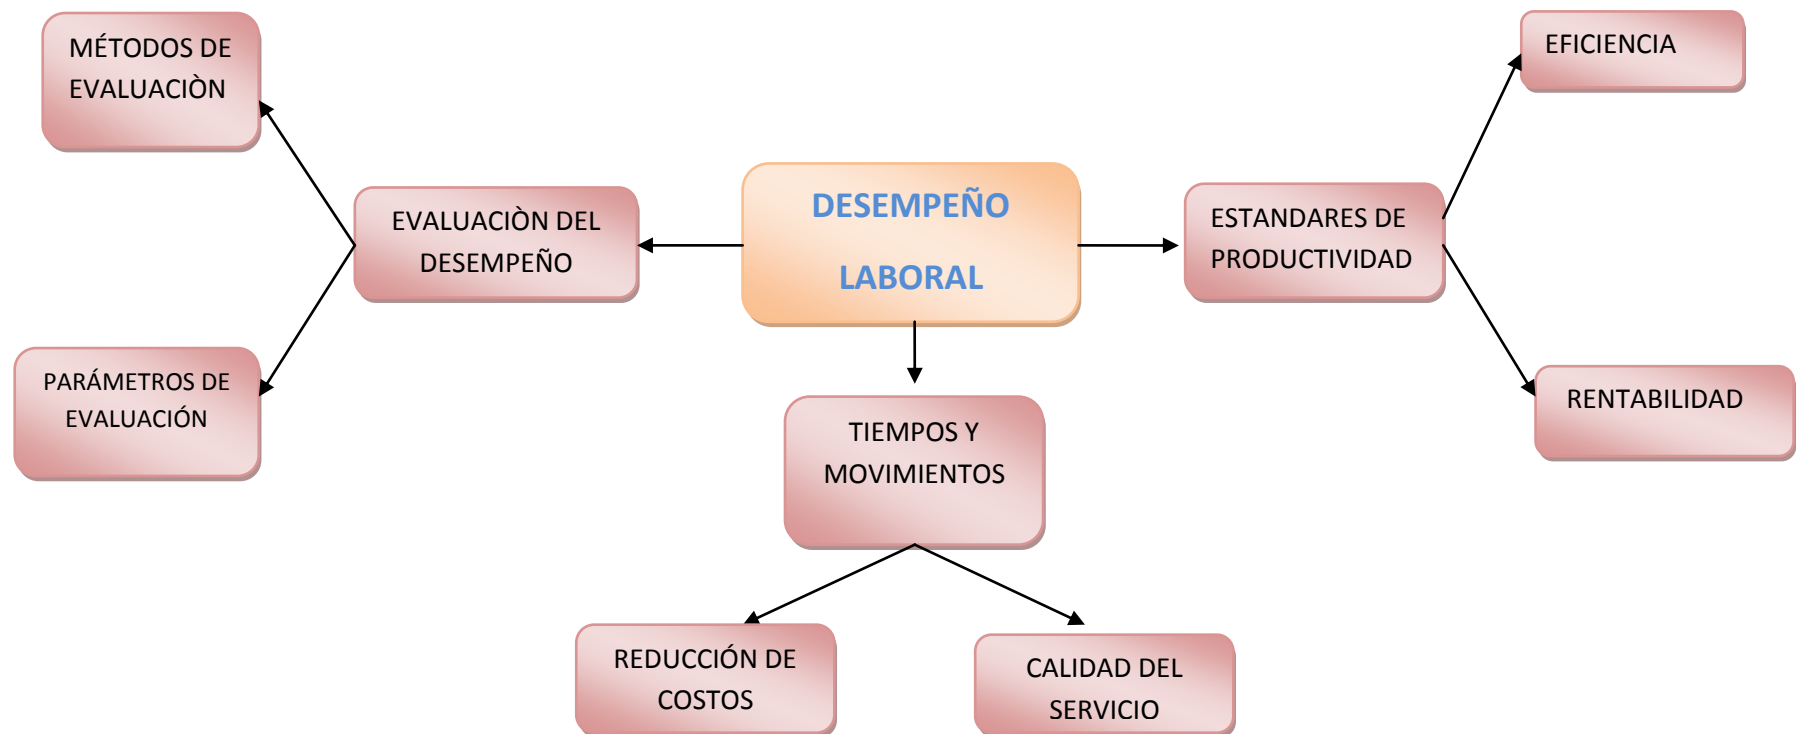 MÉTODOS DE
EVALUACIÒN
EFICIENCIA
DESEMPEÑO
LABORAL
EVALUACIÒN DEL
DESEMPEÑO
ESTANDARES DE
PRODUCTIVIDAD
PARÁMETROS DE
EVALUACIÓN
RENTABILIDAD
TIEMPOS Y
MOVIMIENTOS
REDUCCIÓN DE
COSTOS
CALIDAD DEL
SERVICIO